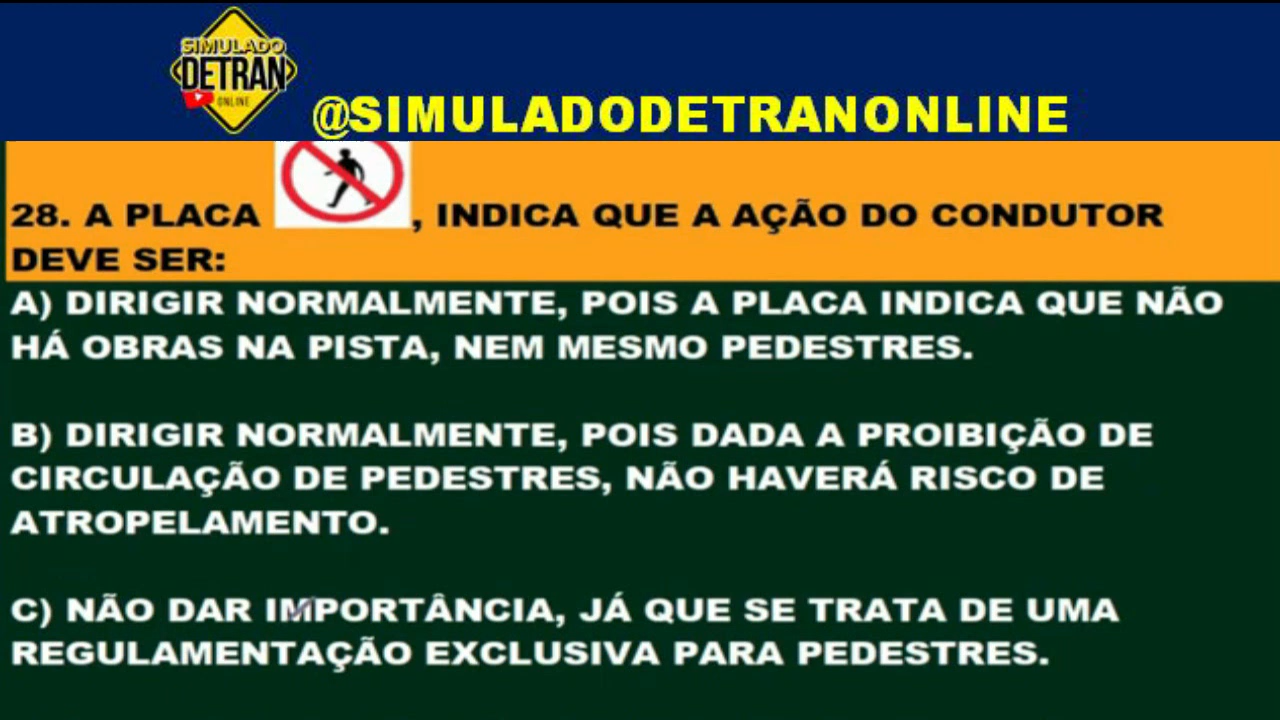 SIMULADO
DETRAN
ONLINE
@SIMULADODETRANONLINE
28. A PLACA , INDICA QUE A AÇÃO DO CONDUTOR
DEVE SER:
A) DIRIGIR NORMALMENTE, POIS A PLACA INDICA QUE NÃO
HÁ OBRAS NA PISTA, NEM MESMO PEDESTRES.
B) DIRIGIR NORMALMENTE, POIS DADA A PROIBIÇÃO DE
CIRCULAÇÃO DE PEDESTRES, NÃO HAVERÁ RISCO DE
ATROPELAMENTO.
C) NÃO DAR IMPORTÂNCIA, JÁ QUE SE TRATA DE UMA
REGULAMENTAÇÃO EXCLUSIVA PARA PEDESTRES.